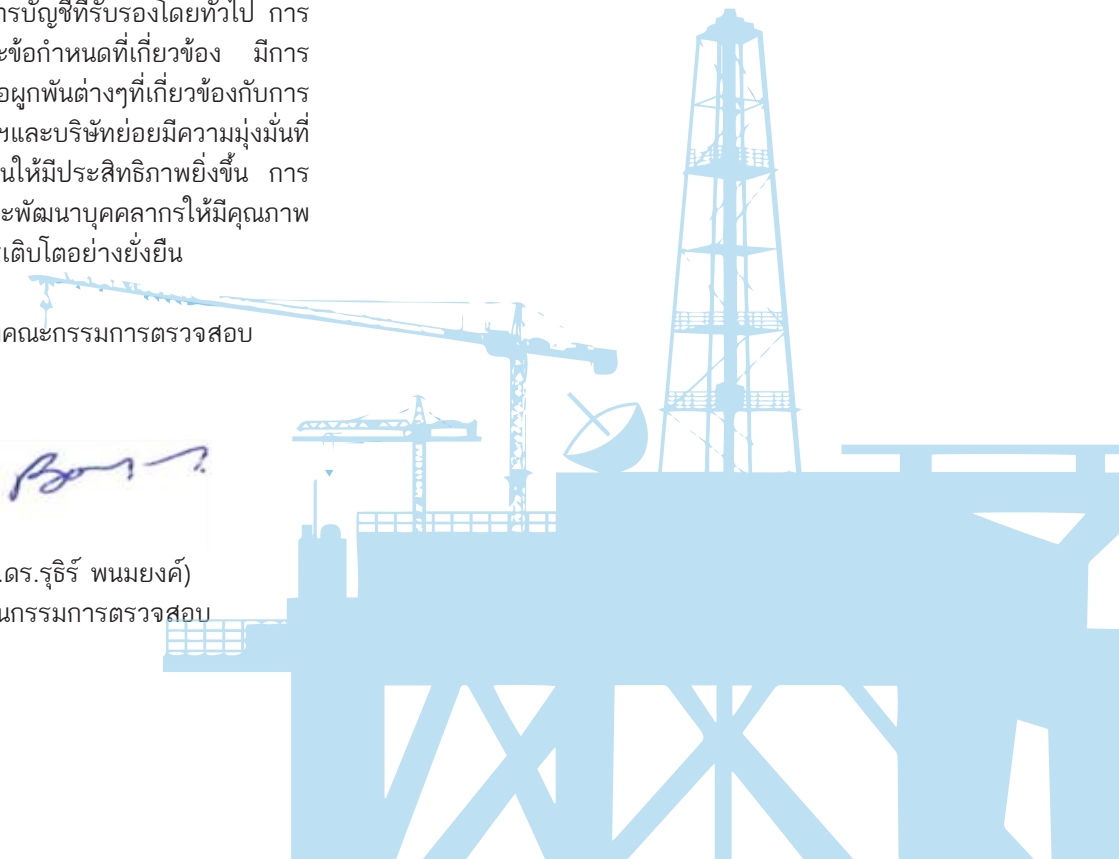 ารบัญชีที่รับรองโดยทั่วไป การ
ะข้อกำหนดที่เกี่ยวข้อง มีการ
อผูกพันต่างๆที่เกี่ยวข้องกับการ
ฯและบริษัทย่อยมีความมุ่งมั่นที่
นให้มีประสิทธิภาพยิ่งขึ้น การ
ะพัฒนาบุคคลากรให้มีคุณภาพ
รเติบโตอย่างยั่งยืน
คณะกรรมการตรวจสอบ
.ดร.รุธิร์ พนมยงค์)
นกรรมการตรวจสอบ